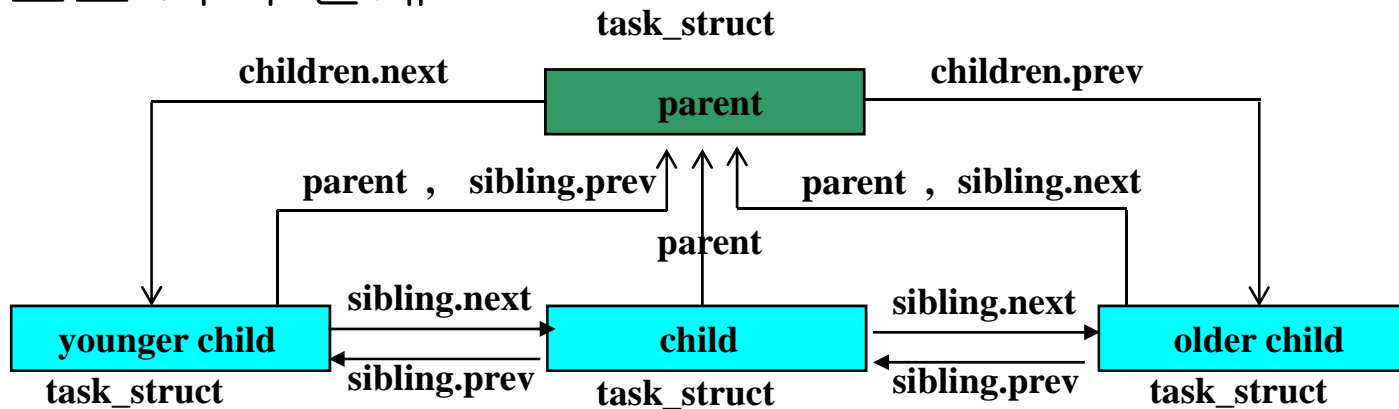 task_struct
children.next
children.prev
parent
parent , sibling.prev
parent , sibling.next
parent
sibling.next
sibling.next
younger child
child
older child
sibling.prev
sibling.prev
task_struct
task_struct
task_struct